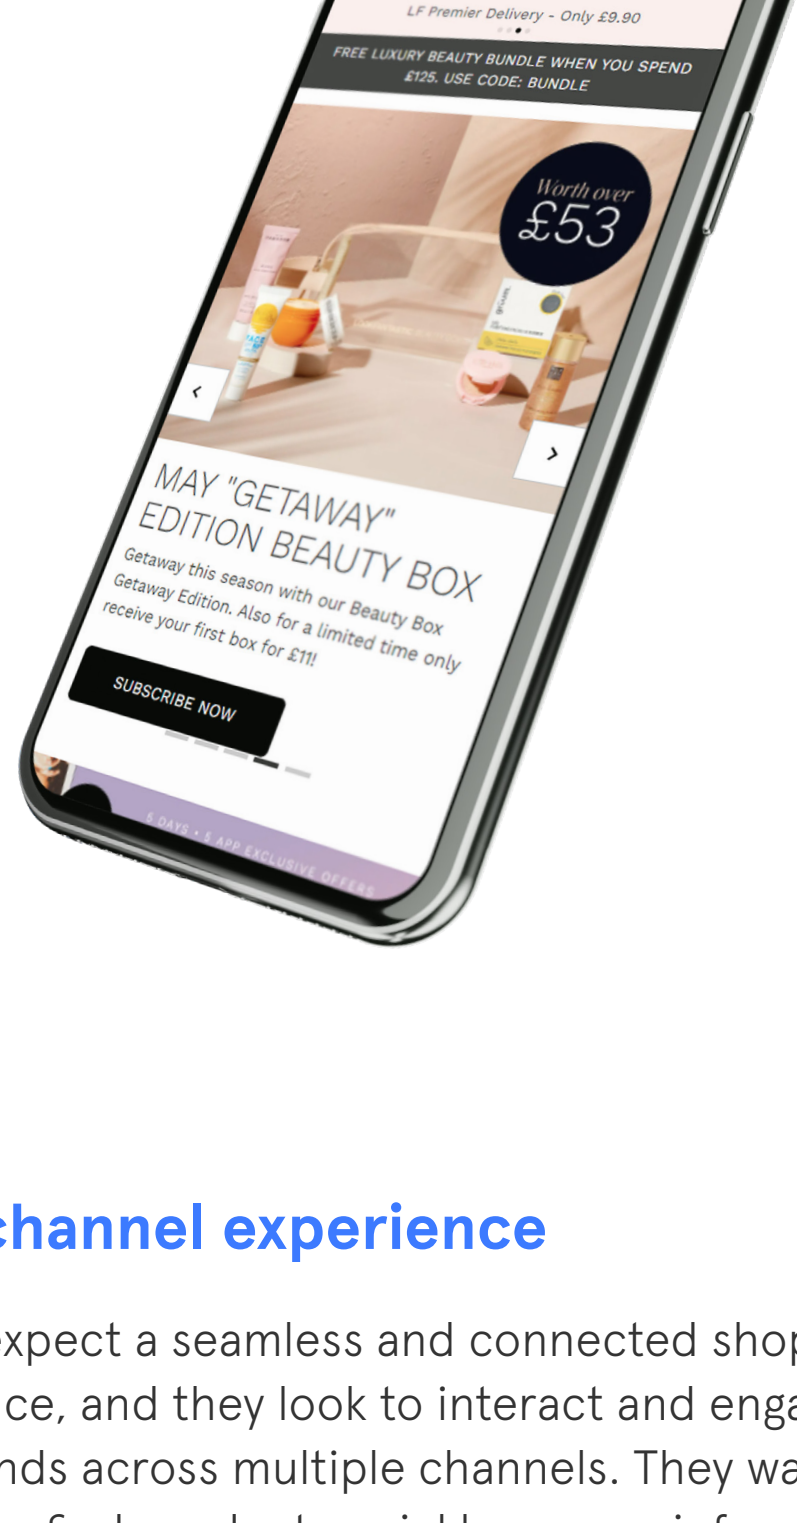 LF Premier Delivery - Only £9.90
FREE LUXURY BEAUTY BUNDLE WHEN YOU SPEND
£125. USE CODE: BUNDLE
Worth over
£53
FACE
MAY "GETAWAY"
EDITION BEAUTY BOX
Getaway this season with our Beauty Box
Getaway Edition. Also for a limited time only
receive your first box for £11!
SUBSCRIBE NOW
5 DAYS • 5 APP EXCLUSIVE OFFERS
channel experience
expect a seamless and connected shop
ce, and they look to interact and enga
nds across multiple channels. They wa